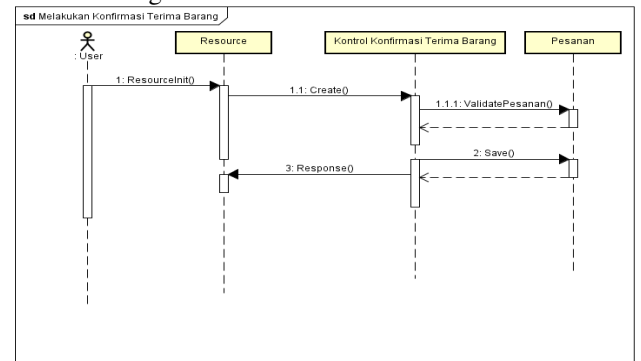 sd Melakukan Konfirmasi Terima Barang
: User
Resource
Kontrol Konfirmasi Terima Barang
Pesanan
1: ResourceInit()
1.1: Create()
1.1.1: ValidatePesanan()
2: Save()
3: Response()